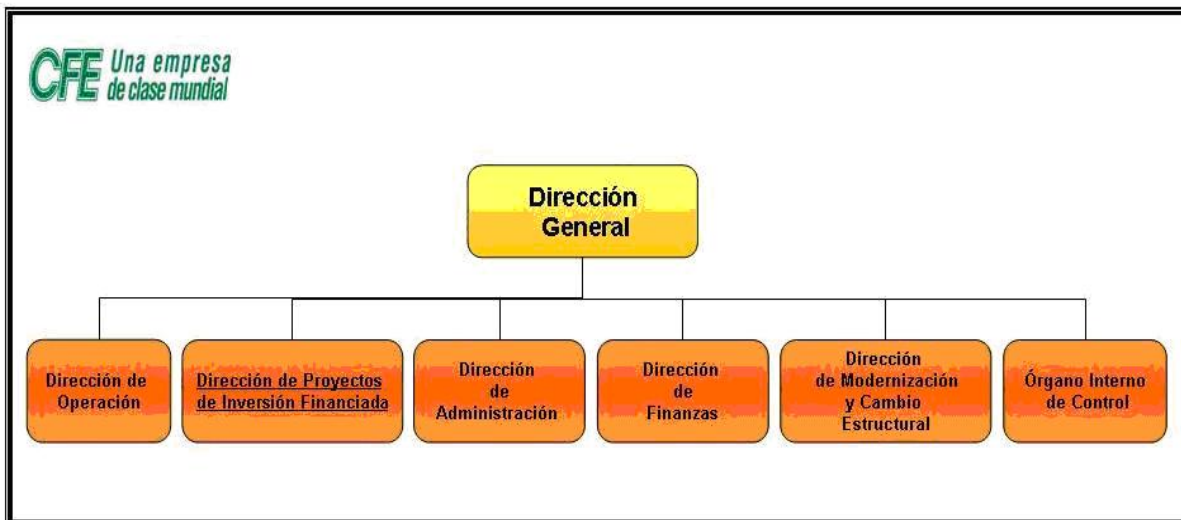 CFE Una empresa
de clase mundial
Dirección
General
Dirección de
Operación
Dirección de Proyectos
de Inversión Financiada
Dirección
de
Administración
Dirección
de
Finanzas
Dirección
de Modernización
y Cambio
Estructural
Órgano Interno
de Control